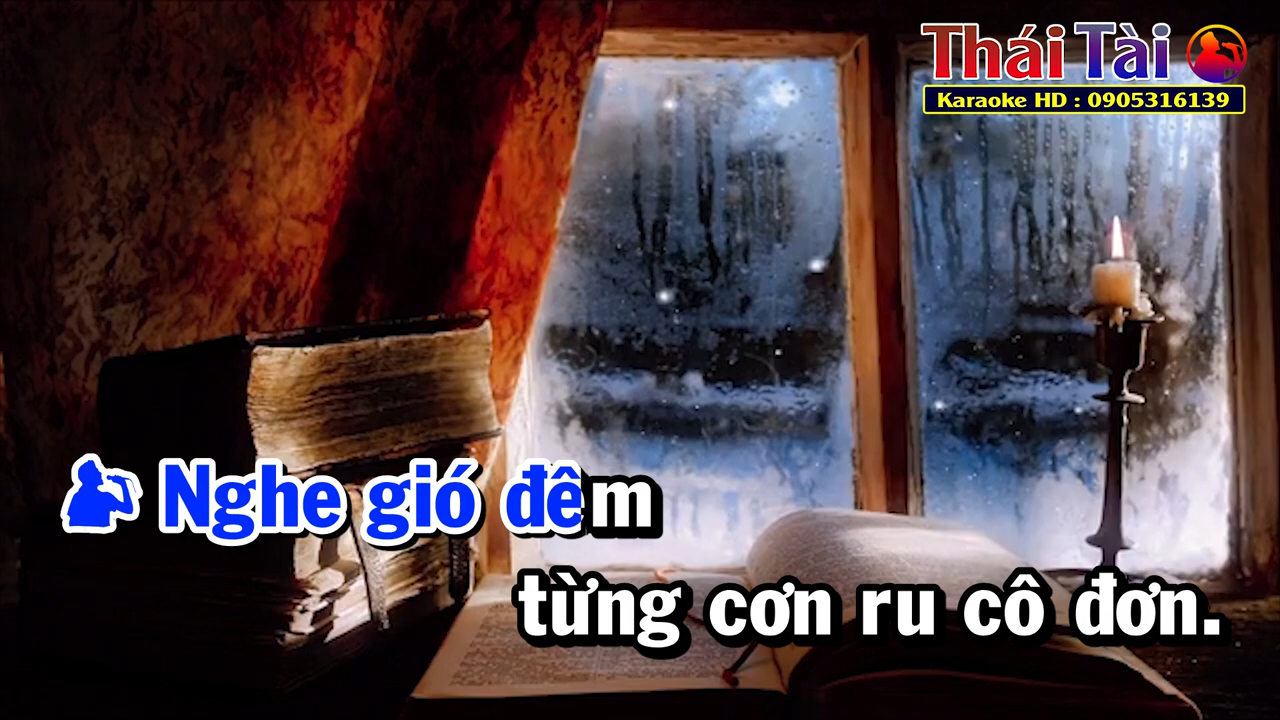 Thái Tài
Karaoke HD : 0905316139
Nghe gió đêm
từng cơn ru cô đơn.